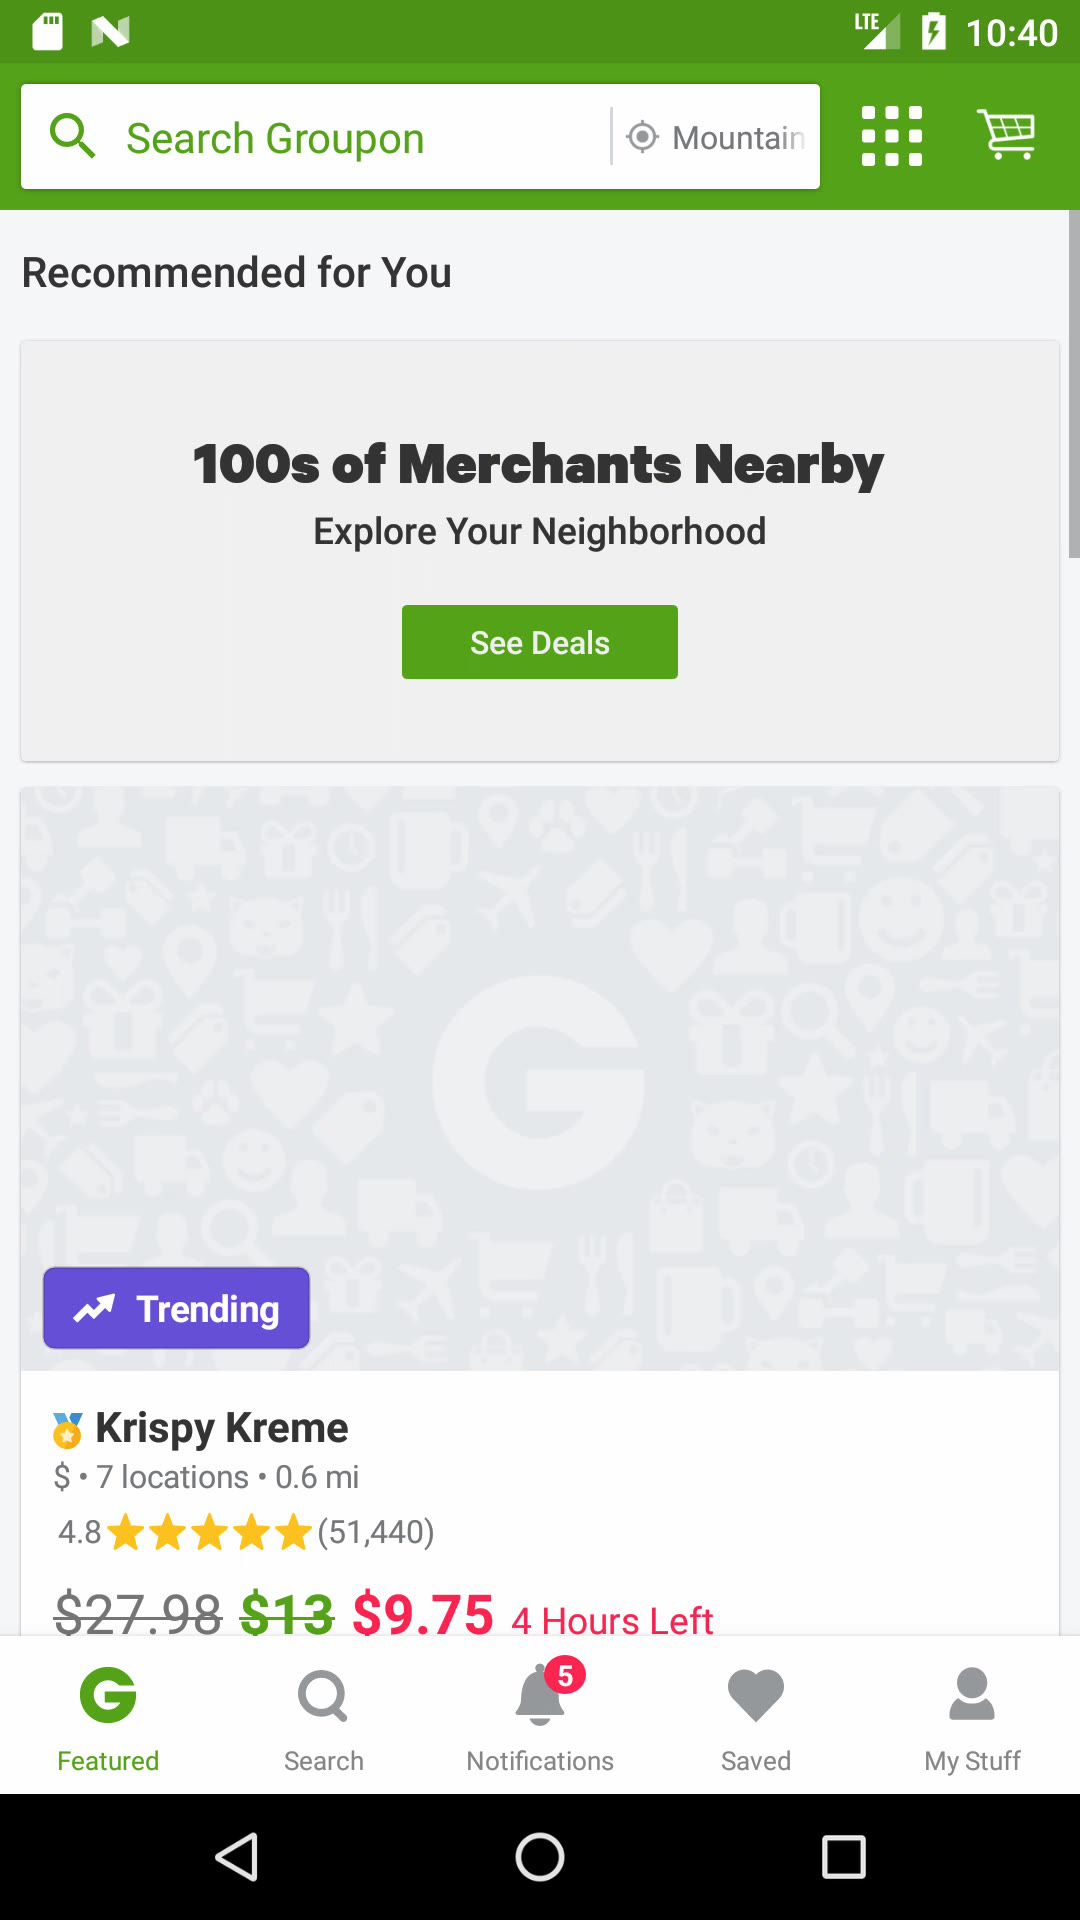 LTE 10:40
Search Groupon Mountain
Recommended for You
100s of Merchants Nearby
Explore Your Neighborhood
See Deals
Trending
Krispy Kreme
$ • 7 locations • 0.6 mi
4.8 (51,440)
$27.98 $13 $9.75 4 Hours Left
5
Featured Search Notifications Saved My Stuff